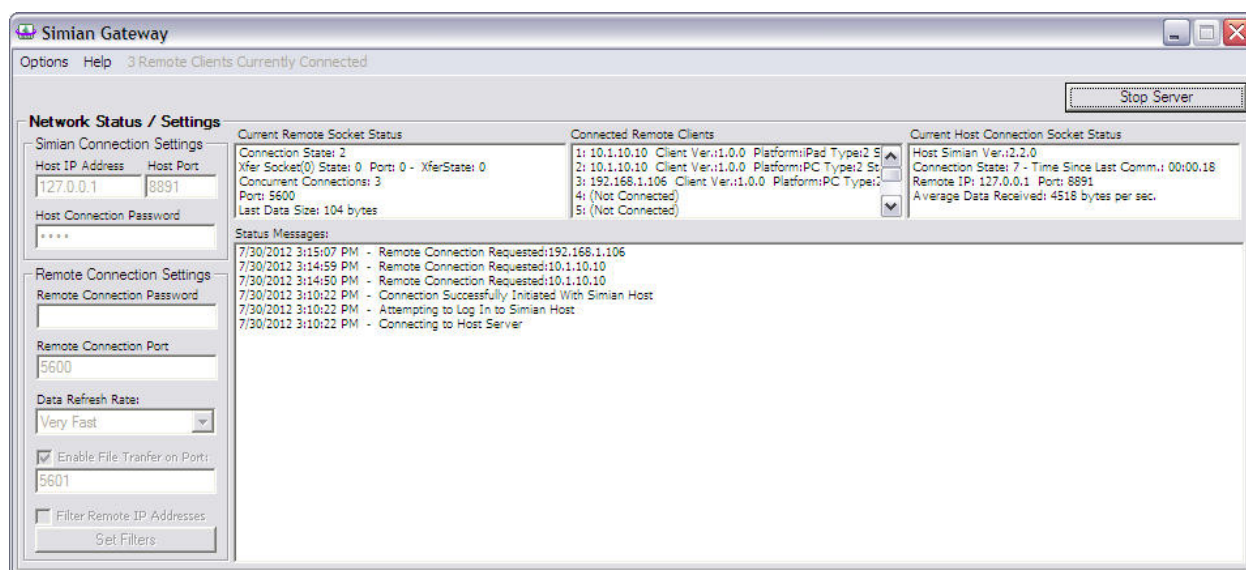 Simian Gateway
Options Help 3 Remote Clients Currently Connected
Stop Server
Network Status / Settings
Simian Connection Settings
Host IP Address Host Port
127.0.0.1 8891
Host Connection Password
****
Remote Connection Settings
Remote Connection Password
Remote Connection Port
5600
Data Refresh Rate:
Very Fast
Enable File Tranfer on Port:
5601
Filter Remote IP Addresses
Set Filters
Current Remote Socket Status
Connection State: 2
Xfer Socket(0) State: 0 Port: 0 - XferState: 0
Concurrent Connections: 3
Port: 5600
Last Data Size: 104 bytes
Connected Remote Clients
1: 10.1.10.10 Client Ver.:1.0.0 Platform:iPad Type:2 S
2: 10.1.10.10 Client Ver.:1.0.0 Platform:PC Type:2 St
3: 192.168.1.106 Client Ver.:1.0.0 Platform:PC Type:2
4: (Not Connected)
5: (Not Connected)
Current Host Connection Socket Status
Host Simian Ver.:2.2.0
Connection State: 7 - Time Since Last Comm.: 00:00.18
Remote IP: 127.0.0.1 Port: 8891
Average Data Received: 4518 bytes per sec.
Status Messages:
7/30/2012 3:15:07 PM - Remote Connection Requested:192.168.1.106
7/30/2012 3:14:59 PM - Remote Connection Requested:10.1.10.10
7/30/2012 3:14:50 PM - Remote Connection Requested:10.1.10.10
7/30/2012 3:10:22 PM - Connection Successfully Initiated With Simian Host
7/30/2012 3:10:22 PM - Attempting to Log In to Simian Host
7/30/2012 3:10:22 PM - Connecting to Host Server